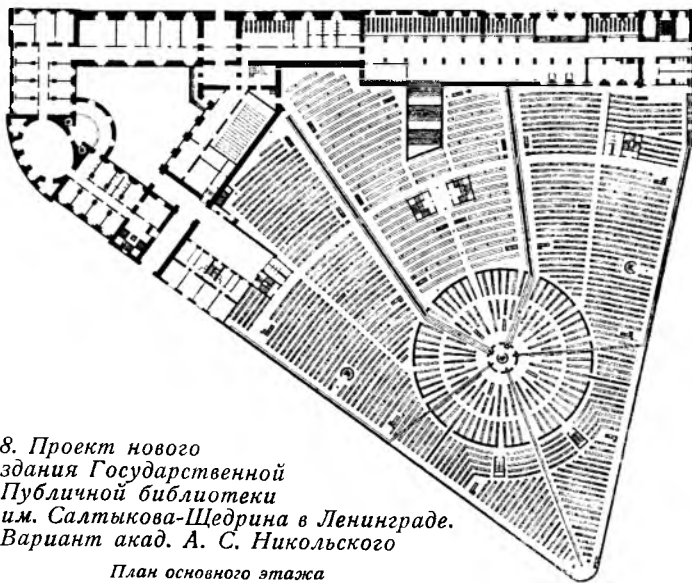 8. Проект нового
здания Государственной
Публичной библиотеки
им. Салтыкова-Щедрина в Ленинграде.
Вариант акад. А. С. Никольского
План основного этажа